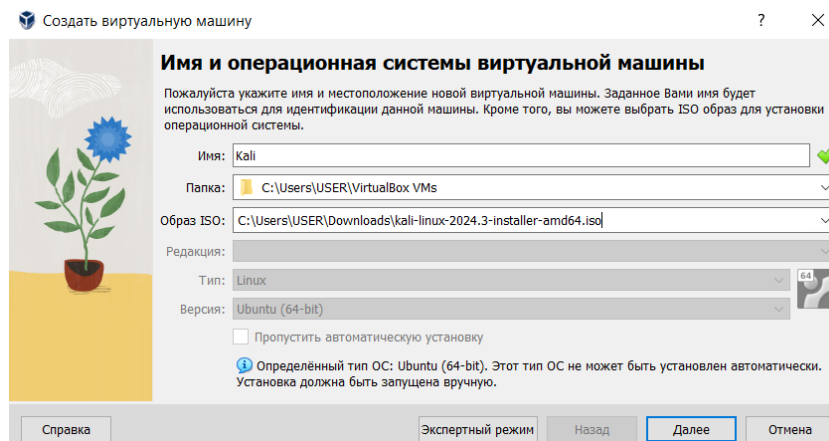 Создать виртуальную машину
?
Имя и операционная системы виртуальной машины
Пожалуйста укажите имя и местоположение новой виртуальной машины. Заданное Вами имя будет
использоваться для идентификации данной машины. Кроме того, вы можете выбрать ISO образ для установки
операционной системы.
Имя: Kali
Папка: C:\Users\USER\VirtualBox VMs
Образ ISO: C:\Users\USER\Downloads\kali-linux-2024.3-installer-amd64.iso
Редакция:
Тип: Linux
64
Версия: Ubuntu (64-bit)
Пропустить автоматическую установку
Определённый тип ОС: Ubuntu (64-bit). Этот тип ОС не может быть установлен автоматически.
Установка должна быть запущена вручную.
Справка Экспертный режим Назад Далее Отмена